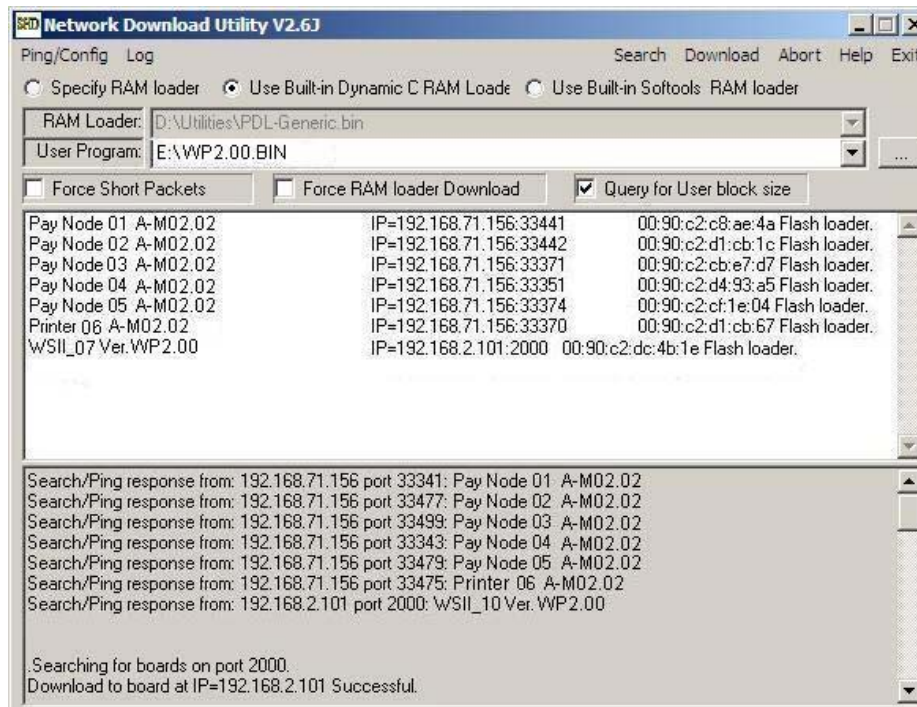 SHD Network Download Utility V2.6J
Ping/Config Log Search Download Abort Help Exit
Specify RAM loader Use Built-in Dynamic C RAM Loade Use Built-in Softools RAM loader
RAM Loader: D:\Utilities\PDL-Generic.bin
User Program: E:\WP2.00.BIN ...
Force Short Packets Force RAM loader Download Query for User block size
Pay Node 01 A-M02.02 IP=192.168.71.156:33441 00:90:c2:c8:ae:4a Flash loader.
Pay Node 02 A-M02.02 IP=192.168.71.156:33442 00:90:c2:d1:cb:1c Flash loader.
Pay Node 03 A-M02.02 IP=192.168.71.156:33371 00:90:c2:cb:e7:d7 Flash loader.
Pay Node 04 A-M02.02 IP=192.168.71.156:33351 00:90:c2:d4:93:a5 Flash loader.
Pay Node 05 A-M02.02 IP=192.168.71.156:33374 00:90:c2:cf:1e:04 Flash loader.
Printer 06 A-M02.02 IP=192.168.71.156:33370 00:90:c2:d1:cb:67 Flash loader.
WSII_07 Ver.WP2.00 IP=192.168.2.101:2000 00:90:c2:dc:4b:1e Flash loader.
Search/Ping response from: 192.168.71.156 port 33341: Pay Node 01 A-M02.02
Search/Ping response from: 192.168.71.156 port 33477: Pay Node 02 A-M02.02
Search/Ping response from: 192.168.71.156 port 33499: Pay Node 03 A-M02.02
Search/Ping response from: 192.168.71.156 port 33343: Pay Node 04 A-M02.02
Search/Ping response from: 192.168.71.156 port 33479: Pay Node 05 A-M02.02
Search/Ping response from: 192.168.71.156 port 33475: Printer 06 A-M02.02
Search/Ping response from: 192.168.2.101 port 2000: WSII_10 Ver. WP2.00
.Searching for boards on port 2000.
Download to board at IP=192.168.2.101 Successful.